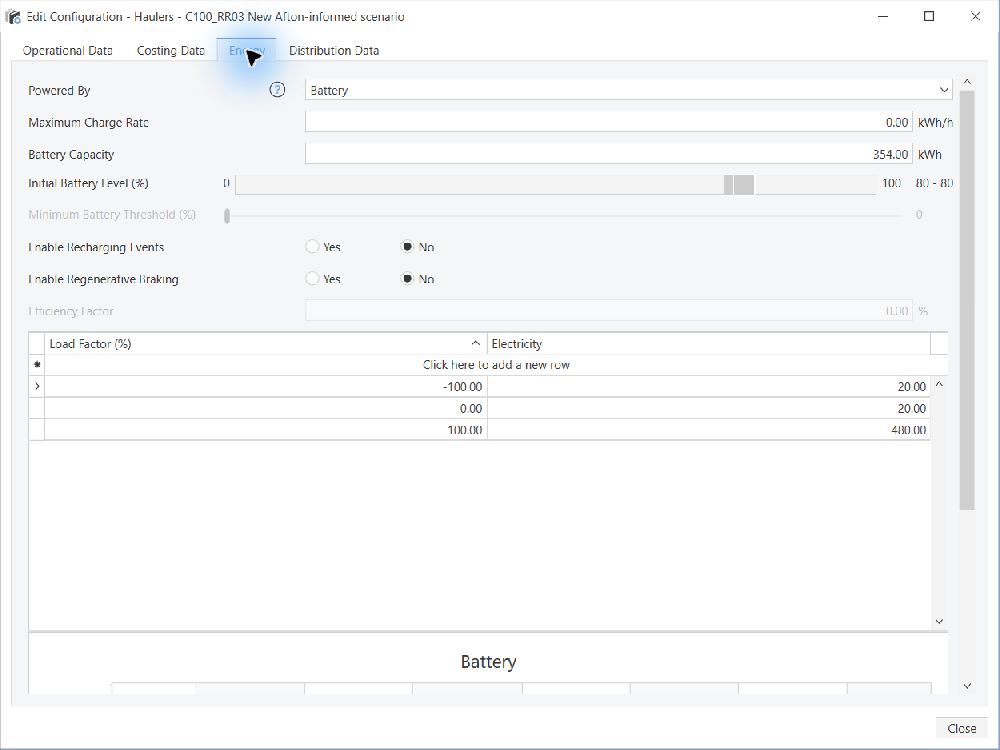 Edit Configuration - Haulers - C100_RR03 New Afton-informed scenario
Operational Data Costing Data Energy Distribution Data
Powered By ? Battery
Maximum Charge Rate 0.00 kWh/h
Battery Capacity 354.00 kWh
Initial Battery Level (%) 0 100 80 - 80
Minimum Battery Threshold (%) 0
Enable Recharging Events Yes No
Enable Regenerative Braking Yes No
Efficiency Factor 0.00 %
Load Factor (%) Electricity
Click here to add a new row
-100.00 20.00
0.00 20.00
100.00 480.00
Battery
Close